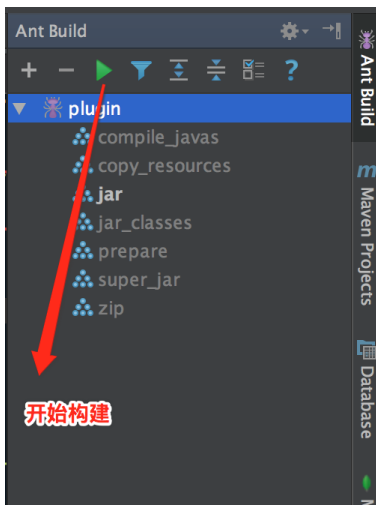 Ant Build
plugin
compile_javas
copy_resources
jar
jar_classes
prepare
super_jar
zip
开始构建
Ant Build
Maven Projects
Database